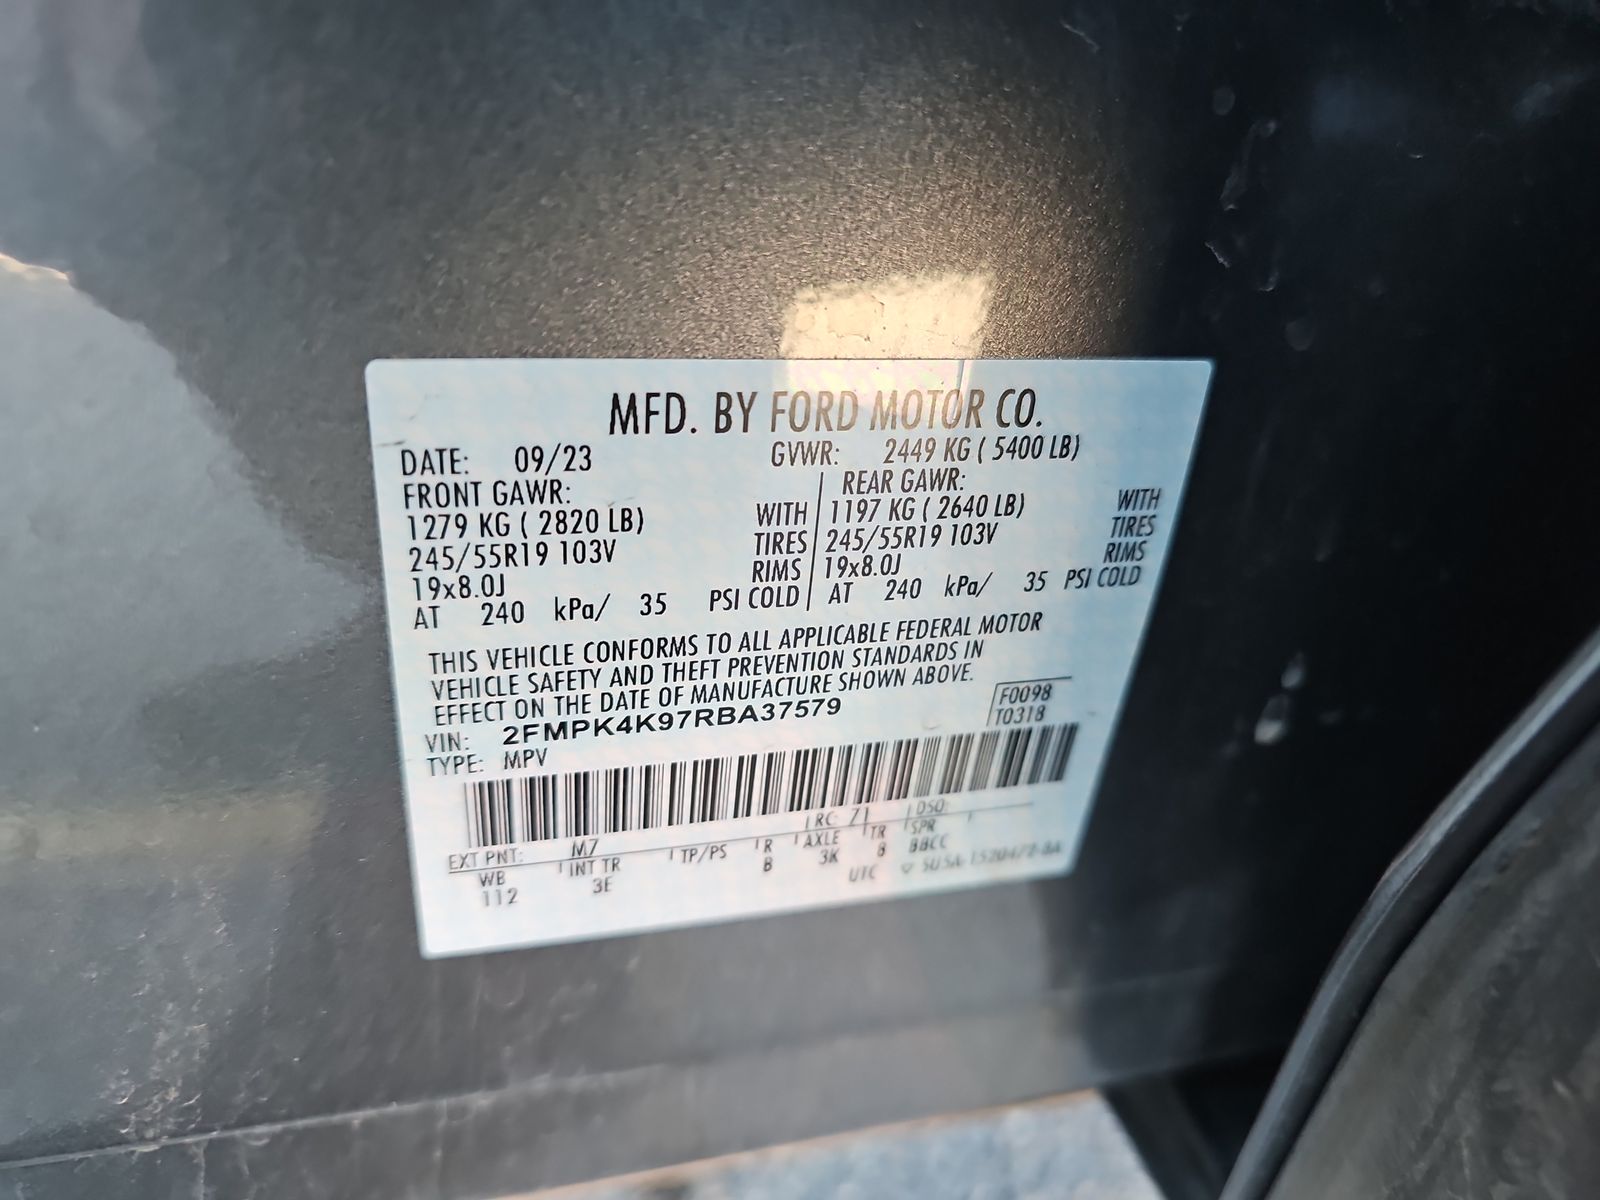 MFD. BY FORD MOTOR CO.
DATE: 09/23 GVWR: 2449 KG ( 5400 LB)
FRONT GAWR: REAR GAWR:
1279 KG ( 2820 LB) WITH 1197 KG ( 2640 LB) WITH
245/55R19 103V TIRES 245/55R19 103V TIRES
19x8.0J RIMS 19x8.0J RIMS
AT 240 kPa/ 35 PSI COLD AT 240 kPa/ 35 PSI COLD
THIS VEHICLE CONFORMS TO ALL APPLICABLE FEDERAL MOTOR
VEHICLE SAFETY AND THEFT PREVENTION STANDARDS IN
EFFECT ON THE DATE OF MANUFACTURE SHOWN ABOVE.
VIN: 2FMPK4K97RBA37579 F0098
TYPE: MPV T0318
EXT PNT: M7 RC: 71 DSO:
WB INT TR TP/PS R AXLE TR SPR
112 3E B 3K 8 BBCC
UTC